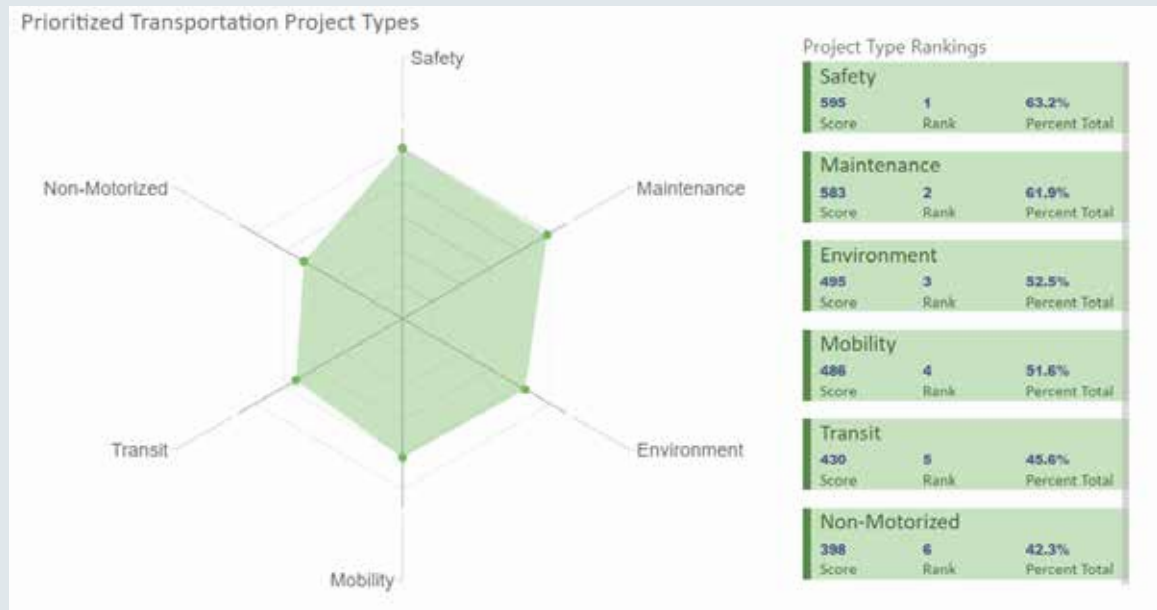 Prioritized Transportation Project Types
Safety
Non-Motorized
Maintenance
Transit
Environment
Mobility
Project Type Rankings
Safety
595 1 63.2%
Score Rank Percent Total
Maintenance
583 2 61.9%
Score Rank Percent Total
Environment
495 3 52.5%
Score Rank Percent Total
Mobility
486 4 51.6%
Score Rank Percent Total
Transit
430 5 45.6%
Score Rank Percent Total
Non-Motorized
398 6 42.3%
Score Rank Percent Total